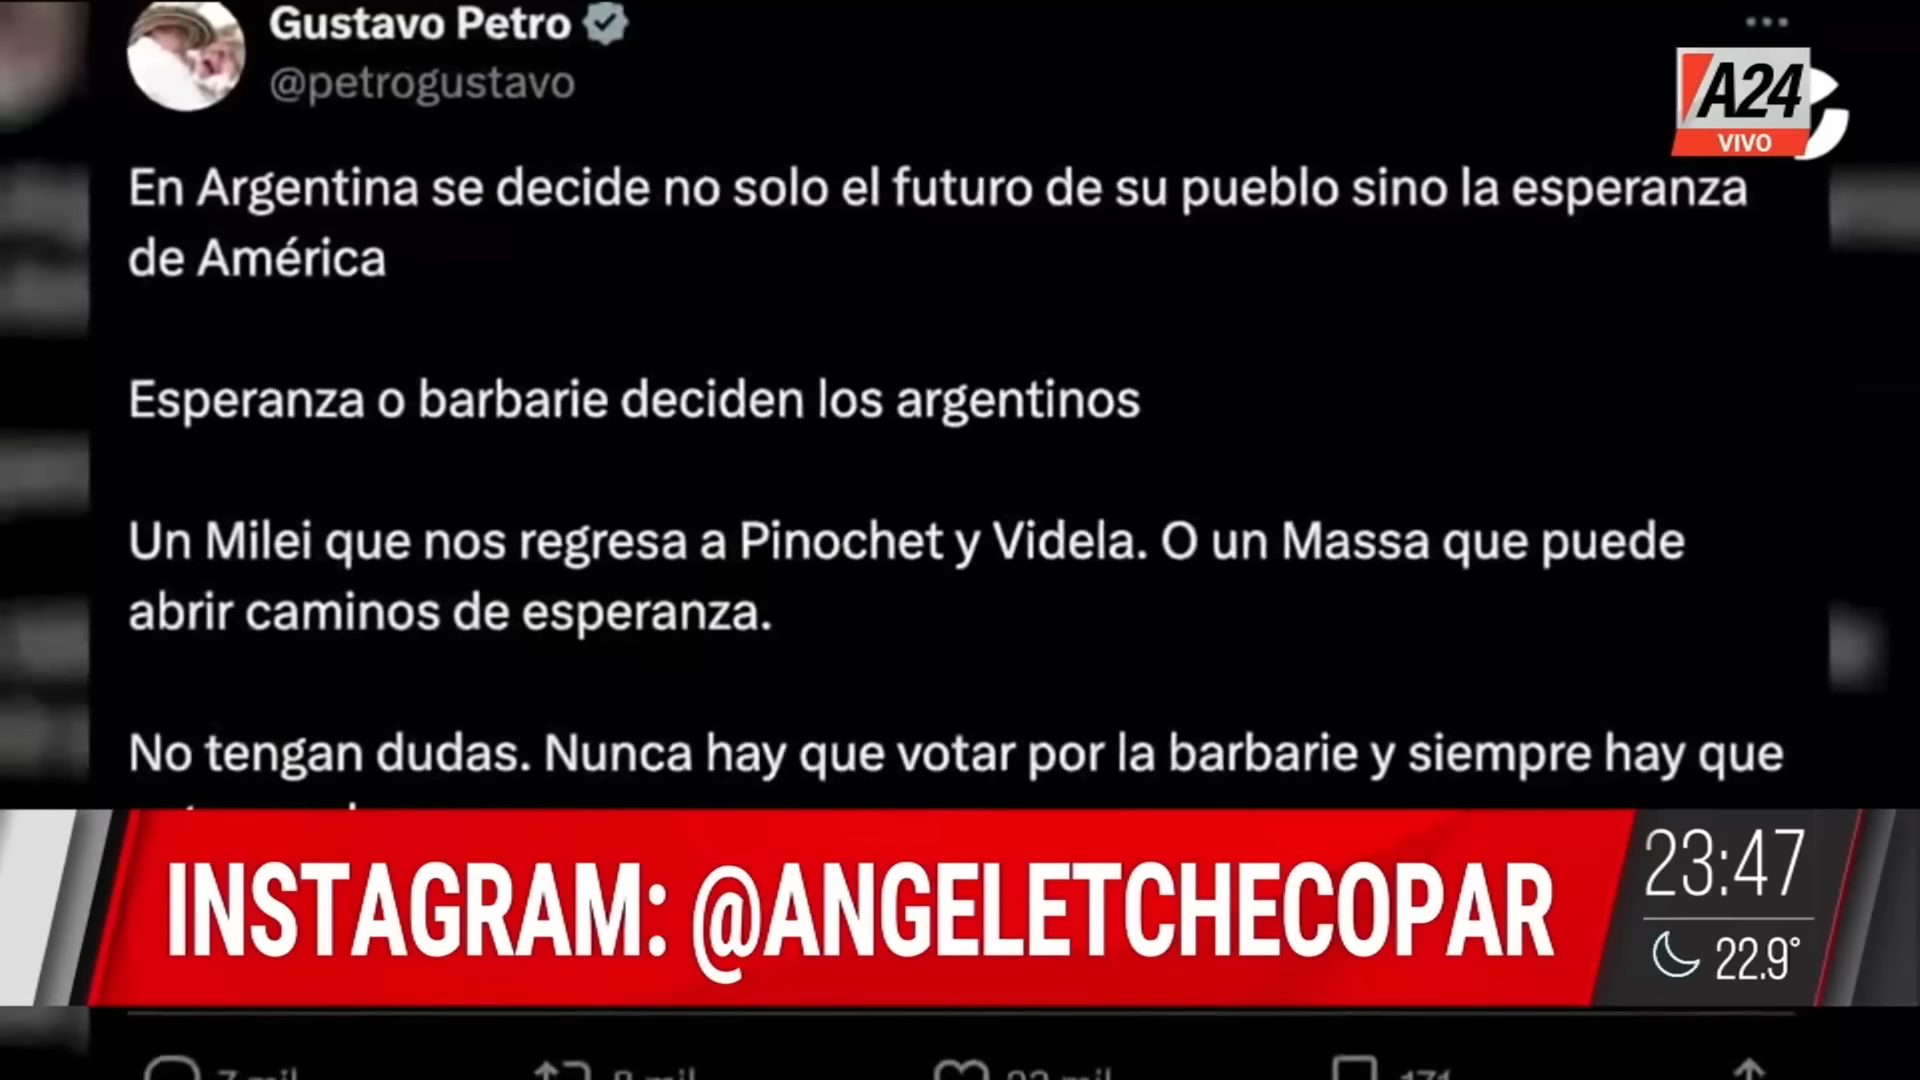 Gustavo Petro
@petrogustavo
A24
VIVO
En Argentina se decide no solo el futuro de su pueblo sino la esperanza
de América
Esperanza o barbarie deciden los argentinos
Un Milei que nos regresa a Pinochet y Videla. O un Massa que puede
abrir caminos de esperanza.
No tengan dudas. Nunca hay que votar por la barbarie y siempre hay que
INSTAGRAM: @ANGELETCHECOPAR
23:47
22.9°